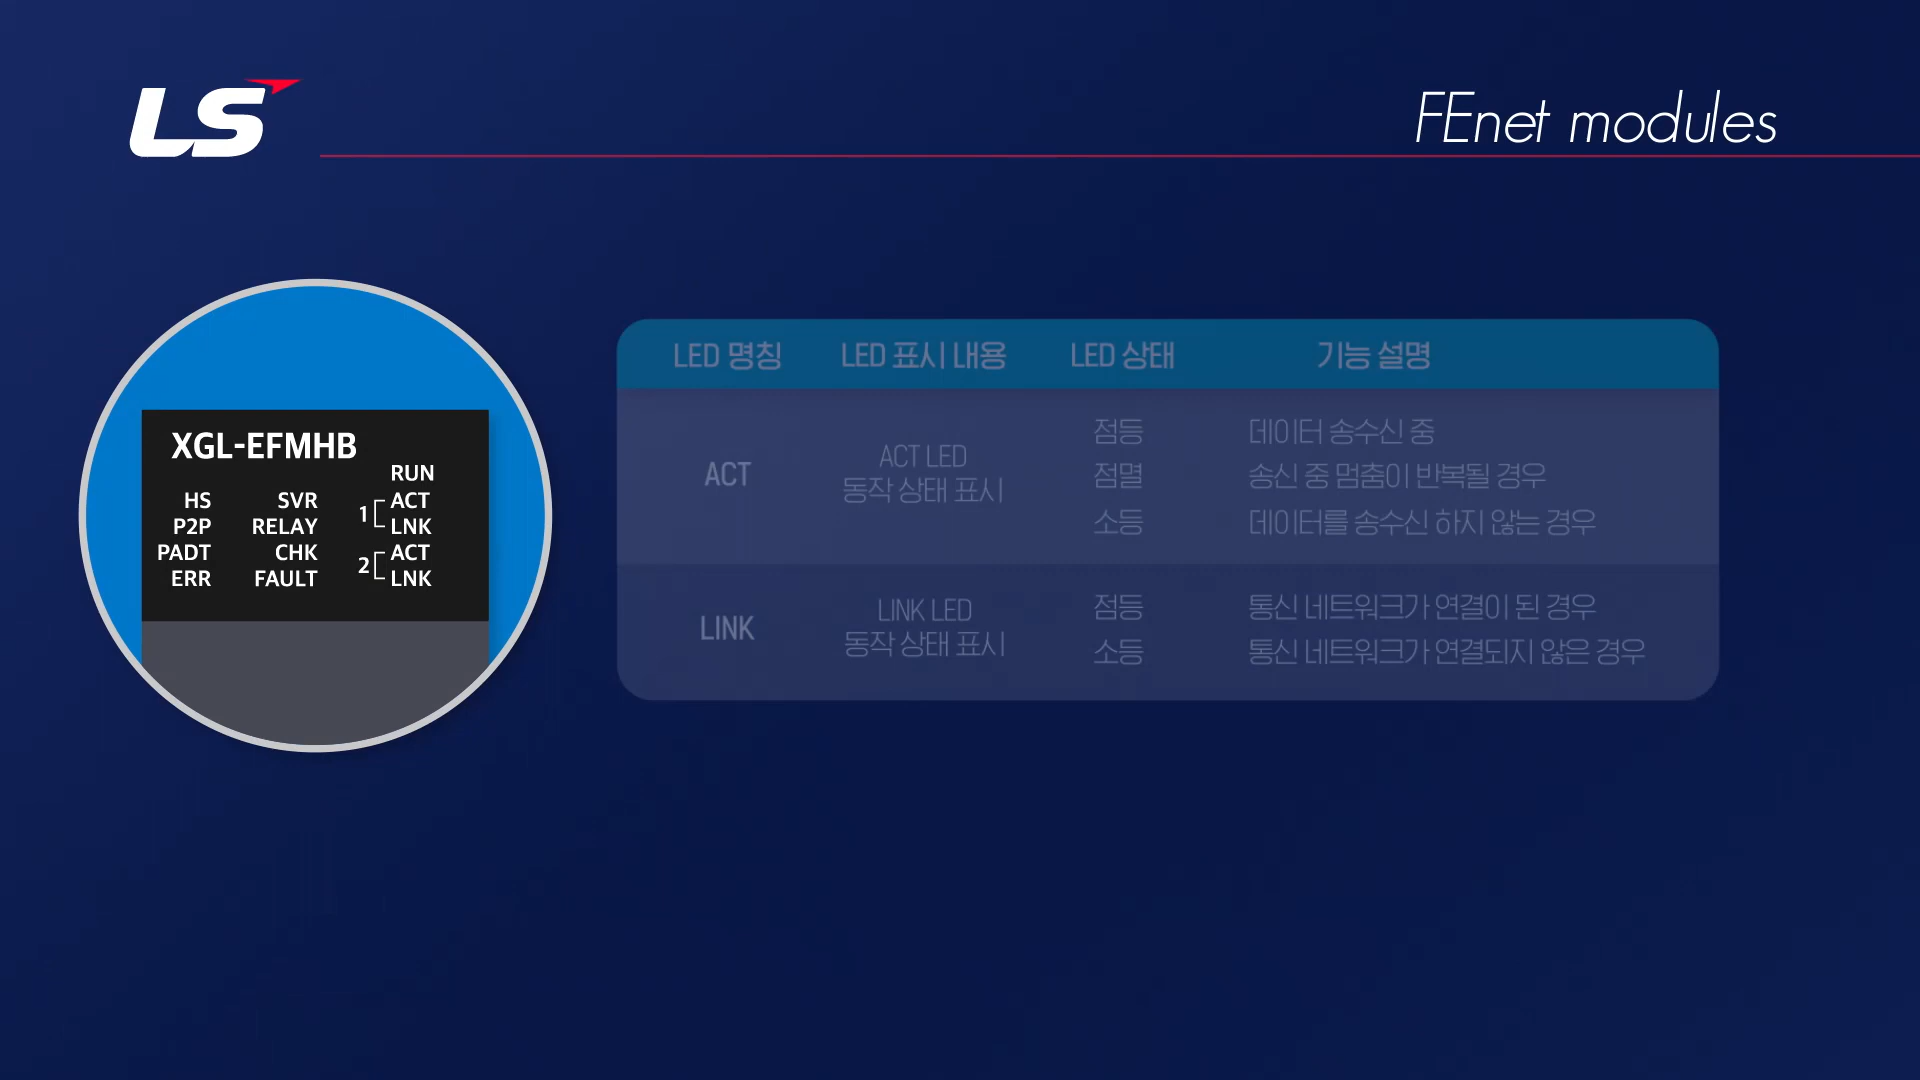 LS
FEnet modules
XGL-EFMHB
RUN
HS SVR 1 ACT
P2P RELAY LNK
PADT CHK 2 ACT
ERR FAULT LNK
LED 명칭 LED 표시 내용 LED 상태 기능 설명
ACT
ACT LED
동작 상태 표시
점등 데이터 송수신 중
점멸 송신 중 멈춤이 반복될 경우
소등 데이터를 송수신 하지 않는 경우
LINK
LINK LED
동작 상태 표시
점등 통신 네트워크가 연결이 된 경우
소등 통신 네트워크가 연결되지 않은 경우